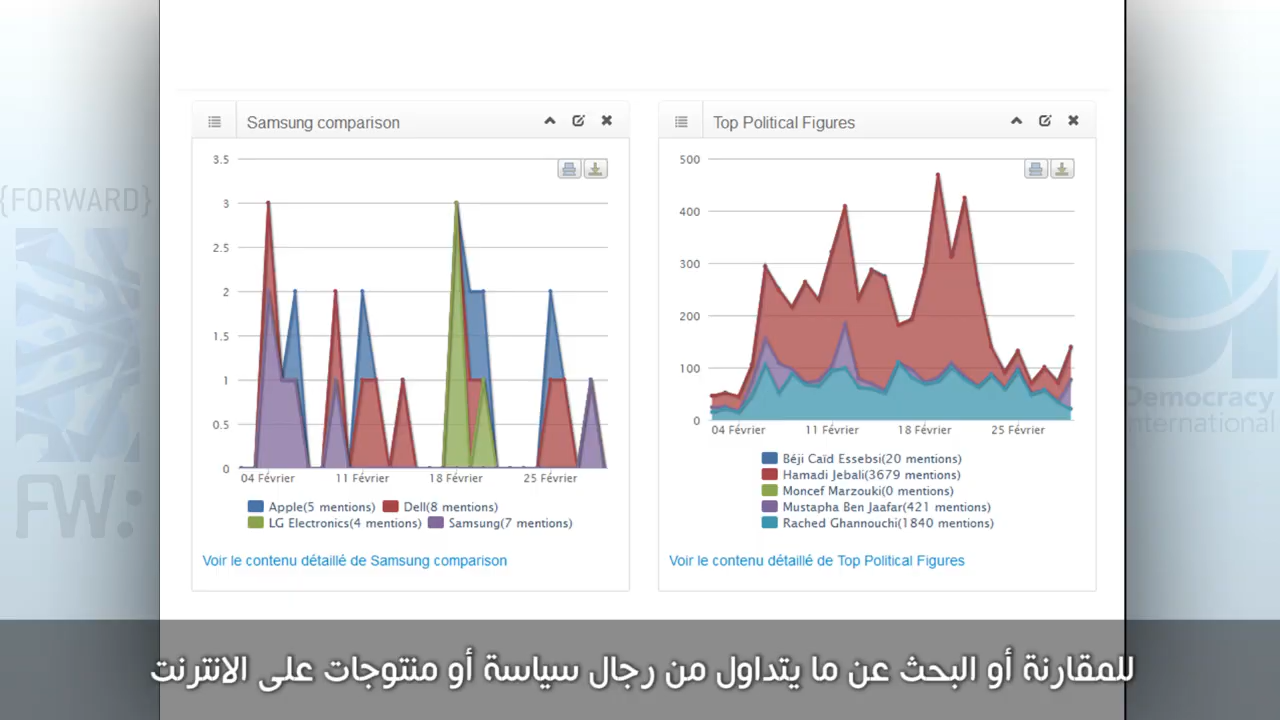 Samsung comparison
3.5
3
2.5
2
1.5
1
0.5
0
04 Février 11 Février 18 Février 25 Février
Apple(5 mentions) Dell(8 mentions)
LG Electronics(4 mentions) Samsung(7 mentions)
Voir le contenu détaillé de Samsung comparison
Top Political Figures
500
400
300
200
100
0
04 Février 11 Février 18 Février 25 Février
Béji Caïd Essebsi(20 mentions)
Hamadi Jebali(3679 mentions)
Moncef Marzouki(0 mentions)
Mustapha Ben Jaafar(421 mentions)
Rached Ghannouchi(1840 mentions)
Voir le contenu détaillé de Top Political Figures
{FORWARD}
FW:
DI
Democracy
International
للمقارنة أو البحث عن ما يتداول من رجال سياسة أو منتوجات على الانترنت